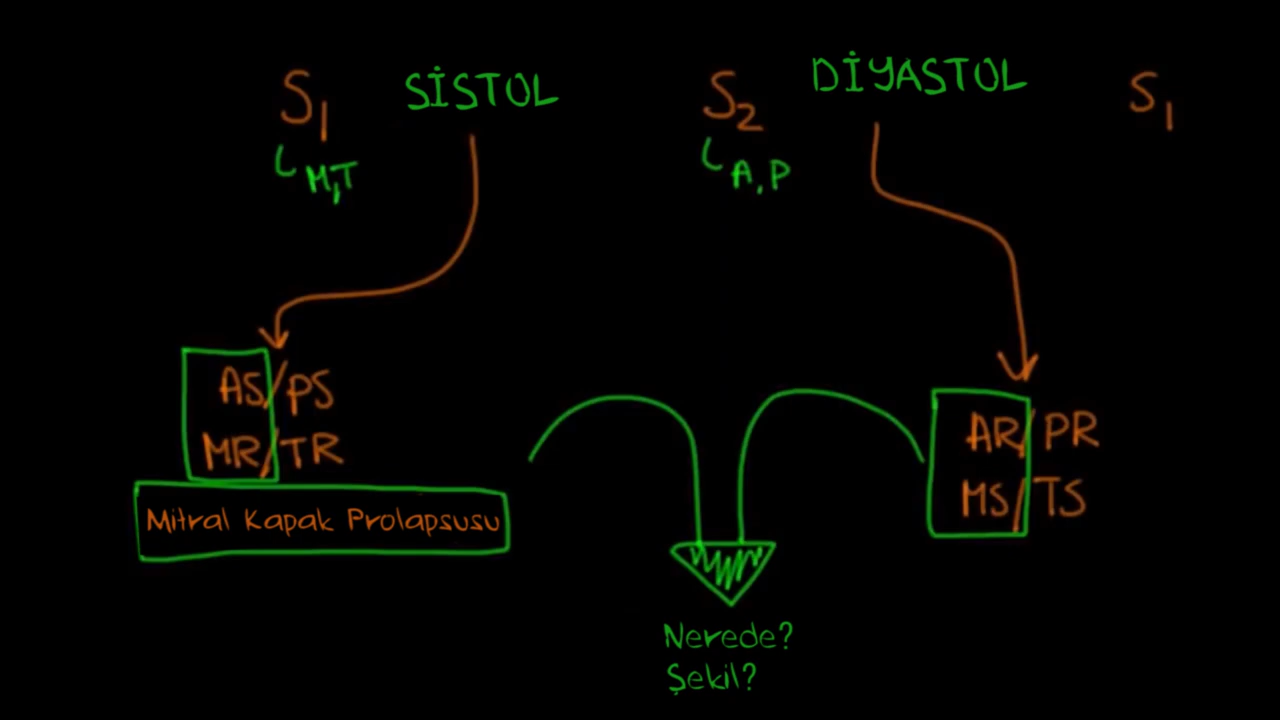 S1 SİSTOL S2 DİYASTOL S1
M,T A,P
AS/PS
MR/TR
Mitral Kapak Prolapsusu
AR/PR
MS/TS
Nerede?
Şekil?